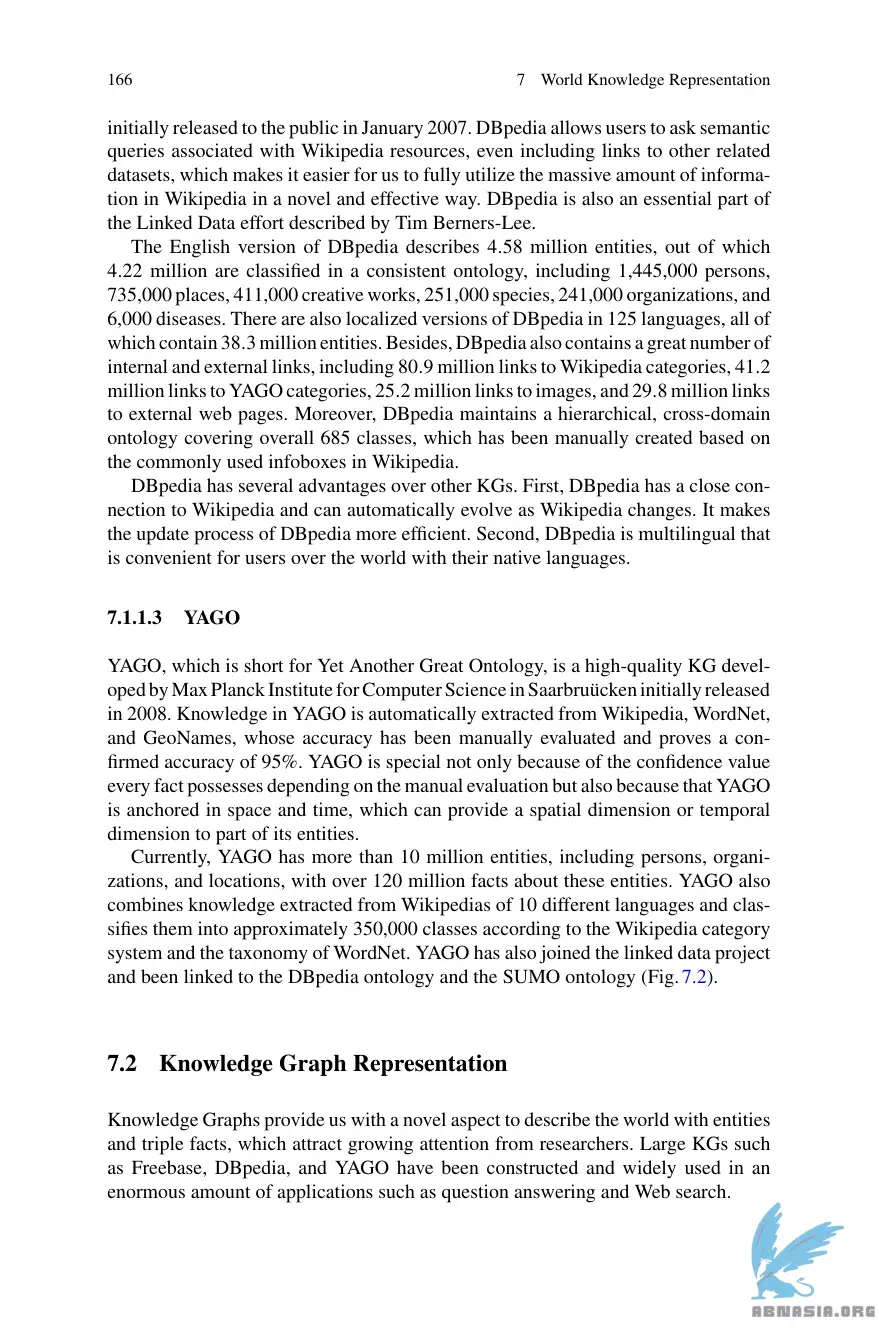 166
7 World Knowledge Representation
initially released to the public in January 2007. DBpedia allows users to ask semantic
queries associated with Wikipedia resources, even including links to other related
datasets, which makes it easier for us to fully utilize the massive amount of informa-
tion in Wikipedia in a novel and effective way. DBpedia is also an essential part of
the Linked Data effort described by Tim Berners-Lee.
The English version of DBpedia describes 4.58 million entities, out of which
4.22 million are classified in a consistent ontology, including 1,445,000 persons,
735,000 places, 411,000 creative works, 251,000 species, 241,000 organizations, and
6,000 diseases. There are also localized versions of DBpedia in 125 languages, all of
which contain 38.3 million entities. Besides, DBpedia also contains a great number of
internal and external links, including 80.9 million links to Wikipedia categories, 41.2
million links to YAGO categories, 25.2 million links to images, and 29.8 million links
to external web pages. Moreover, DBpedia maintains a hierarchical, cross-domain
ontology covering overall 685 classes, which has been manually created based on
the commonly used infoboxes in Wikipedia.
DBpedia has several advantages over other KGs. First, DBpedia has a close con-
nection to Wikipedia and can automatically evolve as Wikipedia changes. It makes
the update process of DBpedia more efficient. Second, DBpedia is multilingual that
is convenient for users over the world with their native languages.
7.1.1.3 YAGO
YAGO, which is short for Yet Another Great Ontology, is a high-quality KG devel-
oped by Max Planck Institute for Computer Science in Saarbruücken initially released
in 2008. Knowledge in YAGO is automatically extracted from Wikipedia, WordNet,
and GeoNames, whose accuracy has been manually evaluated and proves a con-
firmed accuracy of 95%. YAGO is special not only because of the confidence value
every fact possesses depending on the manual evaluation but also because that YAGO
is anchored in space and time, which can provide a spatial dimension or temporal
dimension to part of its entities.
Currently, YAGO has more than 10 million entities, including persons, organi-
zations, and locations, with over 120 million facts about these entities. YAGO also
combines knowledge extracted from Wikipedias of 10 different languages and clas-
sifies them into approximately 350,000 classes according to the Wikipedia category
system and the taxonomy of WordNet. YAGO has also joined the linked data project
and been linked to the DBpedia ontology and the SUMO ontology (Fig. 7.2).
7.2 Knowledge Graph Representation
Knowledge Graphs provide us with a novel aspect to describe the world with entities
and triple facts, which attract growing attention from researchers. Large KGs such
as Freebase, DBpedia, and YAGO have been constructed and widely used in an
enormous amount of applications such as question answering and Web search.
ABNASIA.ORG